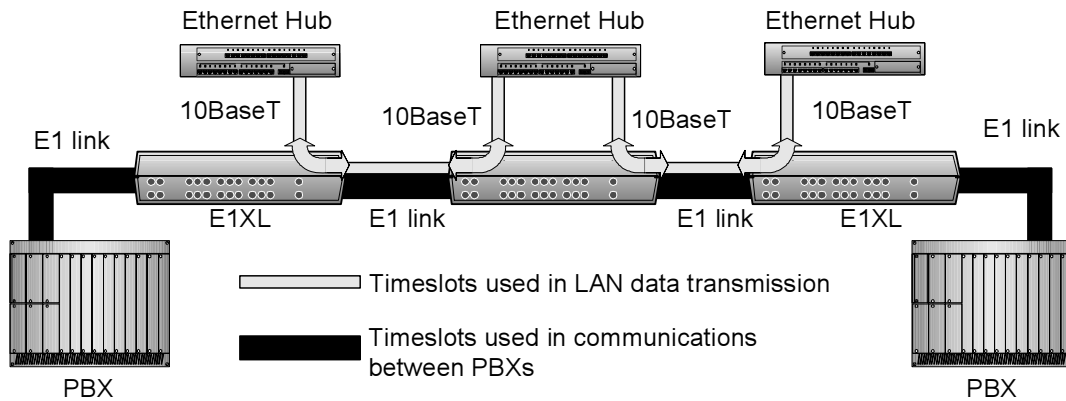 Ethernet Hub
Ethernet Hub
Ethernet Hub
10BaseT
10BaseT
10BaseT
10BaseT
E1 link
E1 link
E1XL
E1 link
E1 link
E1XL
Timeslots used in LAN data transmission
Timeslots used in communications
between PBXs
PBX
PBX